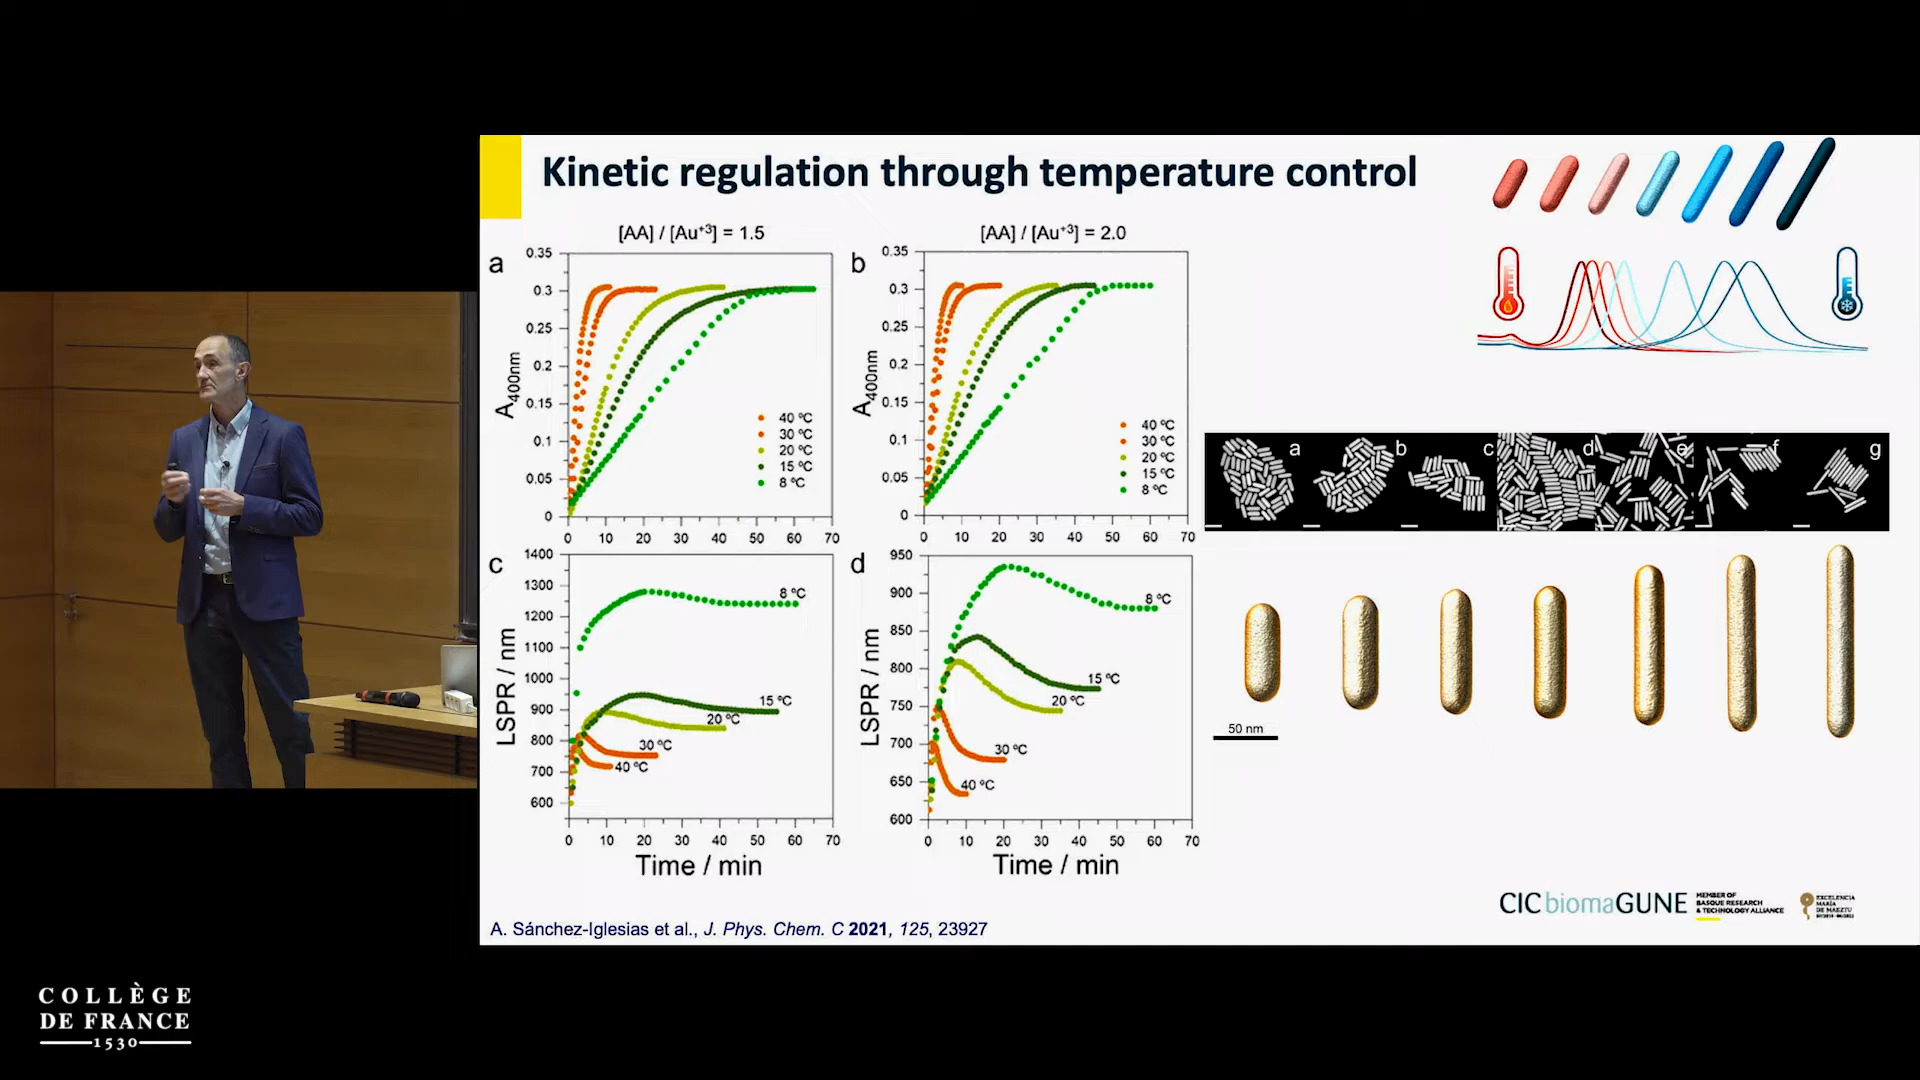 Kinetic regulation through temperature control
[AA] / [Au⁺³] = 1.5
a
0.35
0.3
0.25
0.2
0.15
0.1
0.05
0
A400nm
40 ºC
30 ºC
20 ºC
15 ºC
8 ºC
0 10 20 30 40 50 60 70
[AA] / [Au⁺³] = 2.0
b
0.35
0.3
0.25
0.2
0.15
0.1
0.05
0
A400nm
40 ºC
30 ºC
20 ºC
15 ºC
8 ºC
0 10 20 30 40 50 60 70
c
1400
1300
1200
1100
1000
900
800
700
600
LSPR / nm
8 ºC
15 ºC
20 ºC
30 ºC
40 ºC
0 10 20 30 40 50 60 70
Time / min
d
950
900
850
800
750
700
650
600
LSPR / nm
8 ºC
15 ºC
20 ºC
30 ºC
40 ºC
0 10 20 30 40 50 60 70
Time / min
a b c d e f g
50 nm
CIC biomaGUNE
MEMBER OF
BASQUE RESEARCH
& TECHNOLOGY ALLIANCE
EXCELENCIA
MARÍA
DE MAEZTU
A. Sánchez-Iglesias et al., J. Phys. Chem. C 2021, 125, 23927
COLLÈGE
DE FRANCE
1530